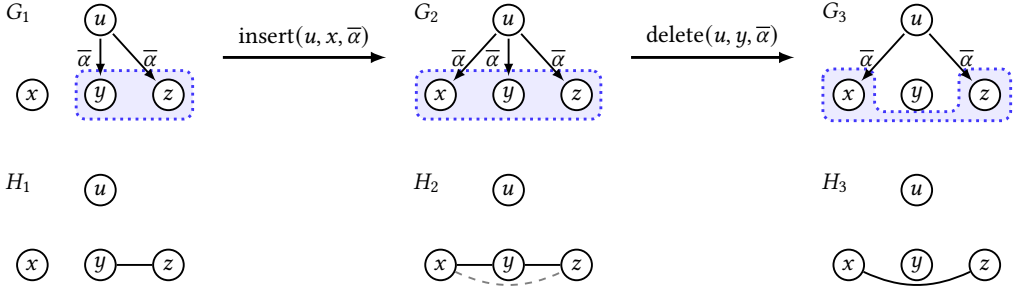 G₁ u insert(u, x, α̅) G₂ u delete(u, y, α̅) G₃ u
α̅ α̅ α̅ α̅ α̅ α̅ α̅
x y z x y z x y z
H₁ u H₂ u H₃ u
x y z x y z x y z